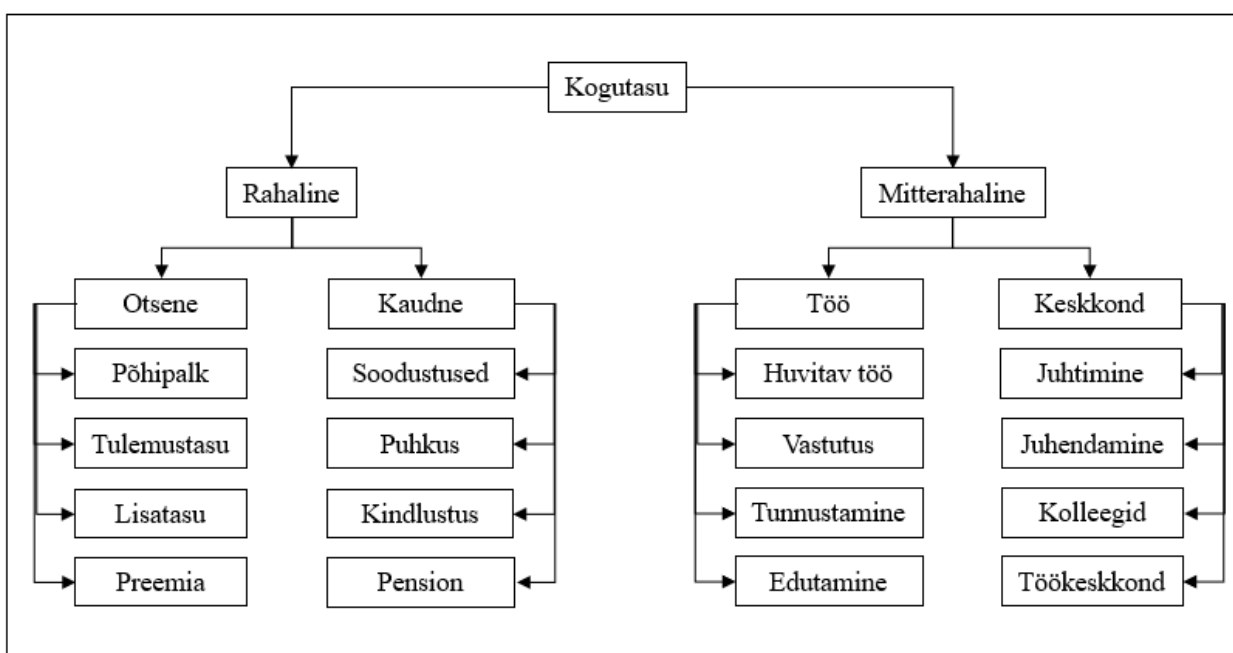 Kogutasu
Rahaline
Mitterahaline
Otsene
Kaudne
Töö
Keskkond
Põhipalk
Soodustused
Huvitav töö
Juhtimine
Tulemustasu
Puhkus
Vastutus
Juhendamine
Lisatasu
Kindlustus
Tunnustamine
Kolleegid
Preemia
Pension
Edutamine
Töökeskkond